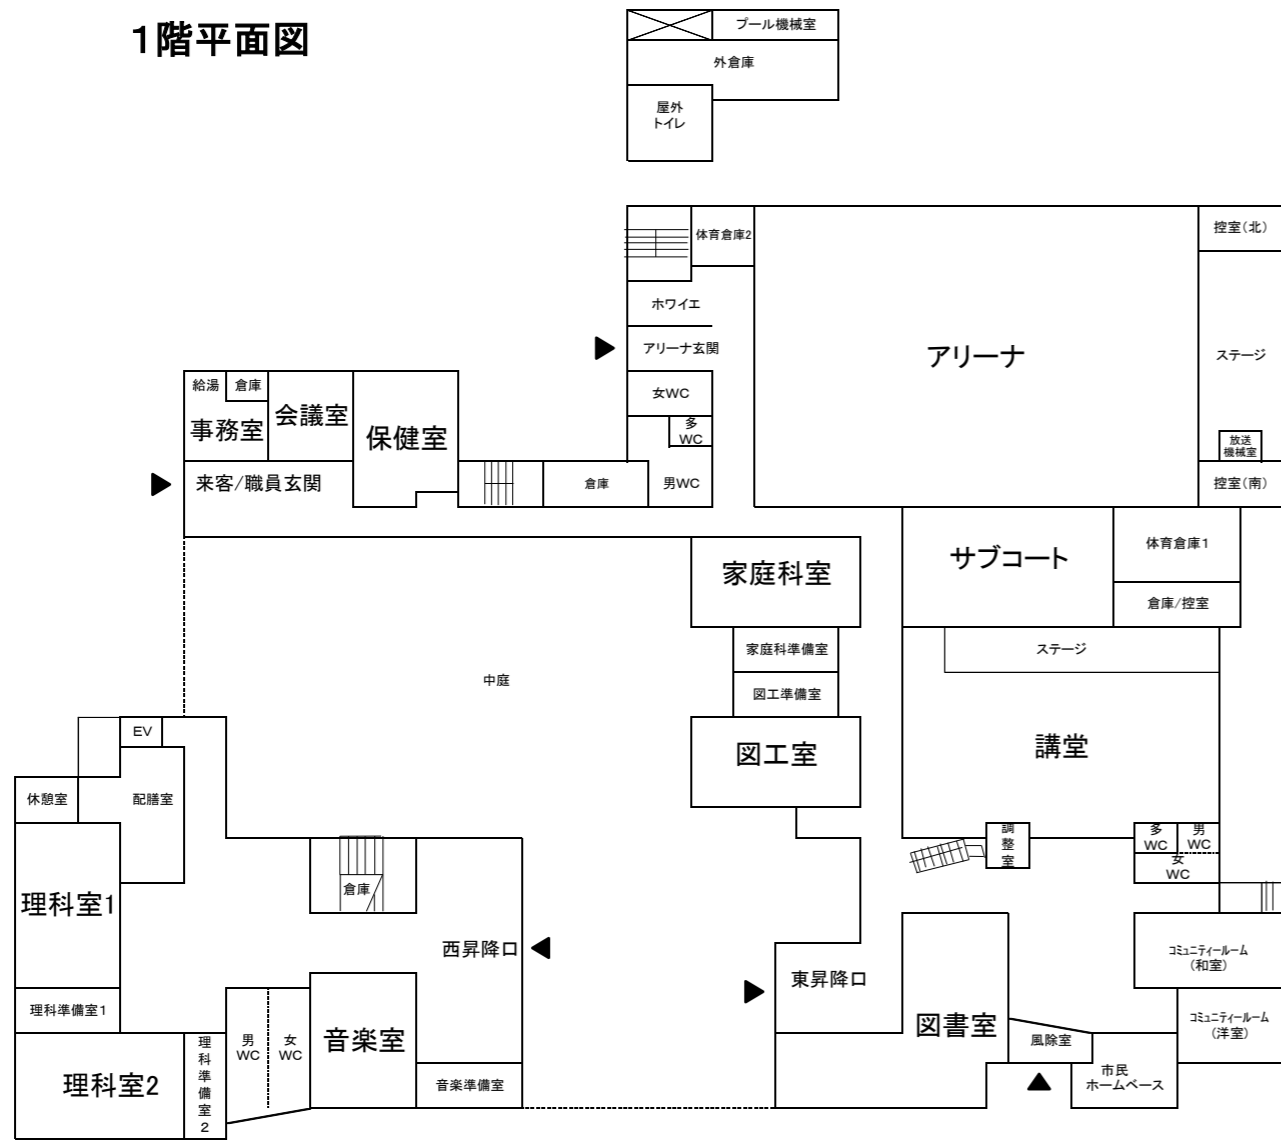 1階平面図
プール機械室
外倉庫
屋外
トイレ
体育倉庫2
控室(北)
ホワイエ
アリーナ玄関
アリーナ
ステージ
女WC
多
WC
男WC
放送
機械室
控室(南)
給湯
倉庫
事務室
会議室
保健室
来客/職員玄関
倉庫
サブコート
体育倉庫1
倉庫/控室
家庭科室
家庭科準備室
図工準備室
図工室
中庭
ステージ
講堂
調
整
室
多
WC
男
WC
女
WC
EV
休憩室
配膳室
理科室1
倉庫
西昇降口
東昇降口
図書室
コミュニティールーム
(和室)
コミュニティールーム
(洋室)
風除室
市民
ホームベース
理科準備室1
理科室2
理
科
準
備
室
2
男
WC
女
WC
音楽室
音楽準備室